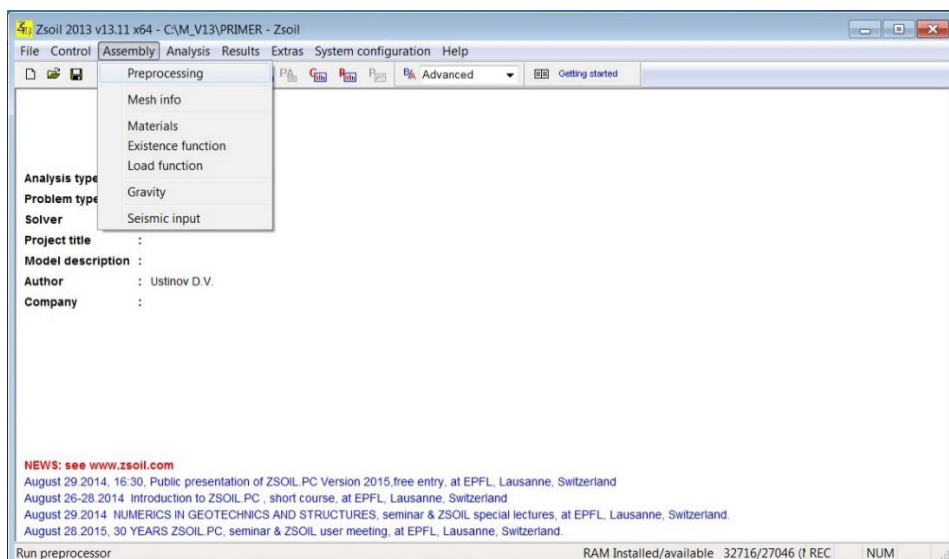 Zsoil 2013 v13.11 x64 - C:\M_V13\PRIMER - Zsoil
File Control Assembly Analysis Results Extras System configuration Help
Advanced Getting started
Preprocessing
Mesh info
Materials
Existence function
Load function
Gravity
Seismic input
Analysis type
Problem type
Solver
Project title :
Model description :
Author : Ustinov D.V.
Company :
NEWS: see www.zsoil.com
August 29.2014, 16:30, Public presentation of ZSOIL.PC Version 2015,free entry, at EPFL, Lausanne, Switzerland
August 26-28.2014 Introduction to ZSOIL.PC , short course, at EPFL, Lausanne, Switzerland
August 29.2014 NUMERICS IN GEOTECHNICS AND STRUCTURES, seminar & ZSOIL special lectures, at EPFL, Lausanne, Switzerland.
August 28.2015, 30 YEARS ZSOIL.PC, seminar & ZSOIL user meeting, at EPFL, Lausanne, Switzerland.
Run preprocessor RAM Installed/available 32716/27046 (M REC NUM